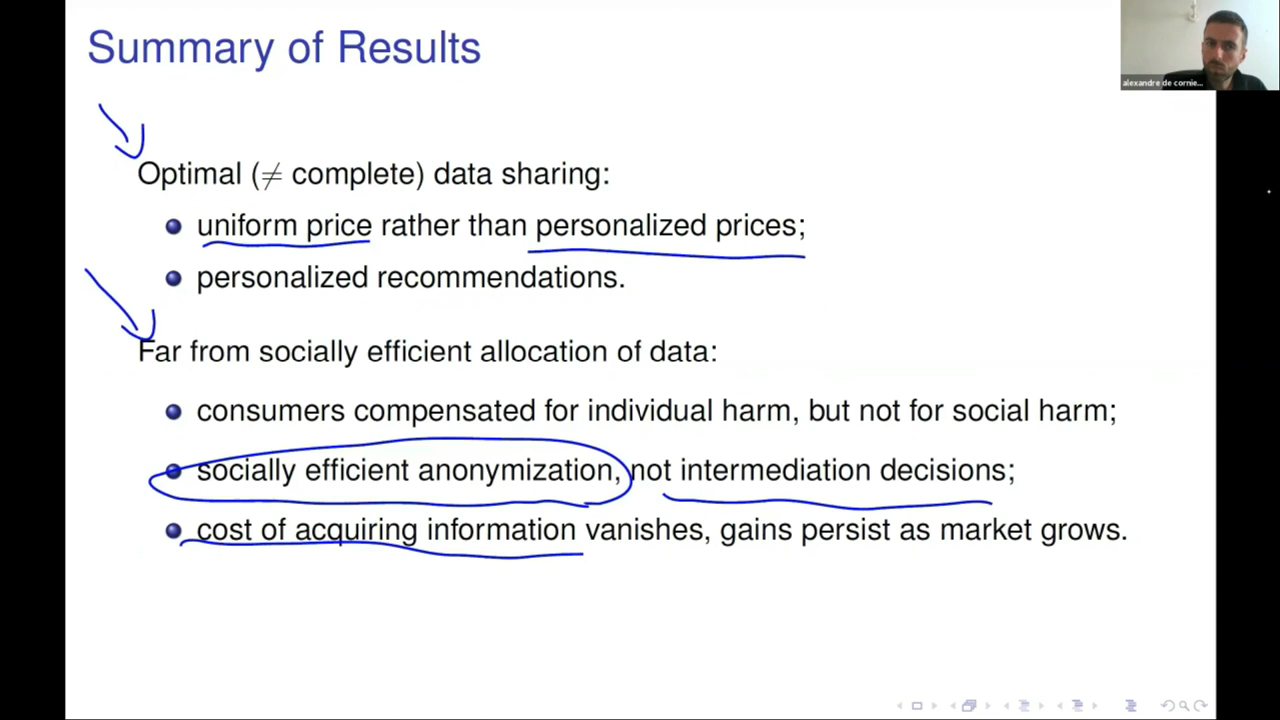 Summary of Results
alexandre de cornie...
Optimal (≠ complete) data sharing:
uniform price rather than personalized prices;
personalized recommendations.
Far from socially efficient allocation of data:
consumers compensated for individual harm, but not for social harm;
socially efficient anonymization, not intermediation decisions;
cost of acquiring information vanishes, gains persist as market grows.